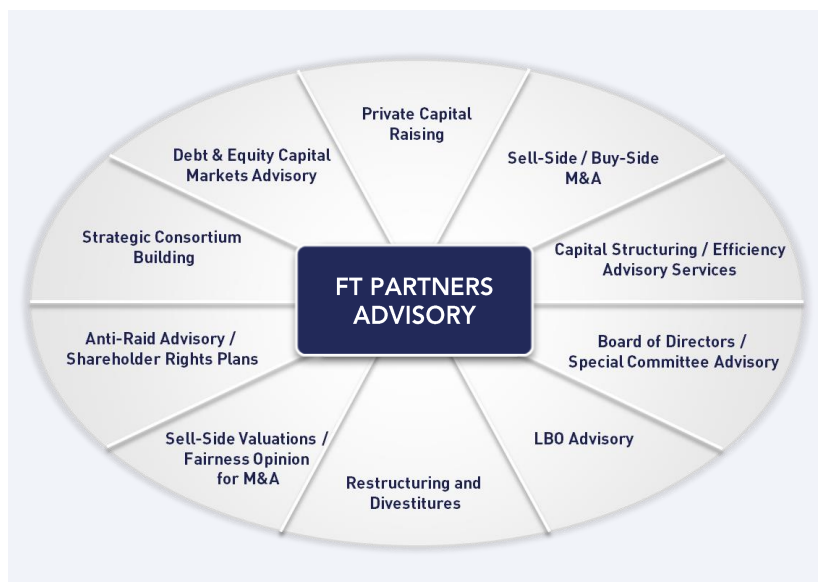 Private Capital
Raising
Sell-Side / Buy-Side
M&A
Capital Structuring / Efficiency
Advisory Services
Board of Directors /
Special Committee Advisory
LBO Advisory
Restructuring and
Divestitures
Sell-Side Valuations /
Fairness Opinion
for M&A
Anti-Raid Advisory /
Shareholder Rights Plans
Strategic Consortium
Building
Debt & Equity Capital
Markets Advisory
FT PARTNERS
ADVISORY